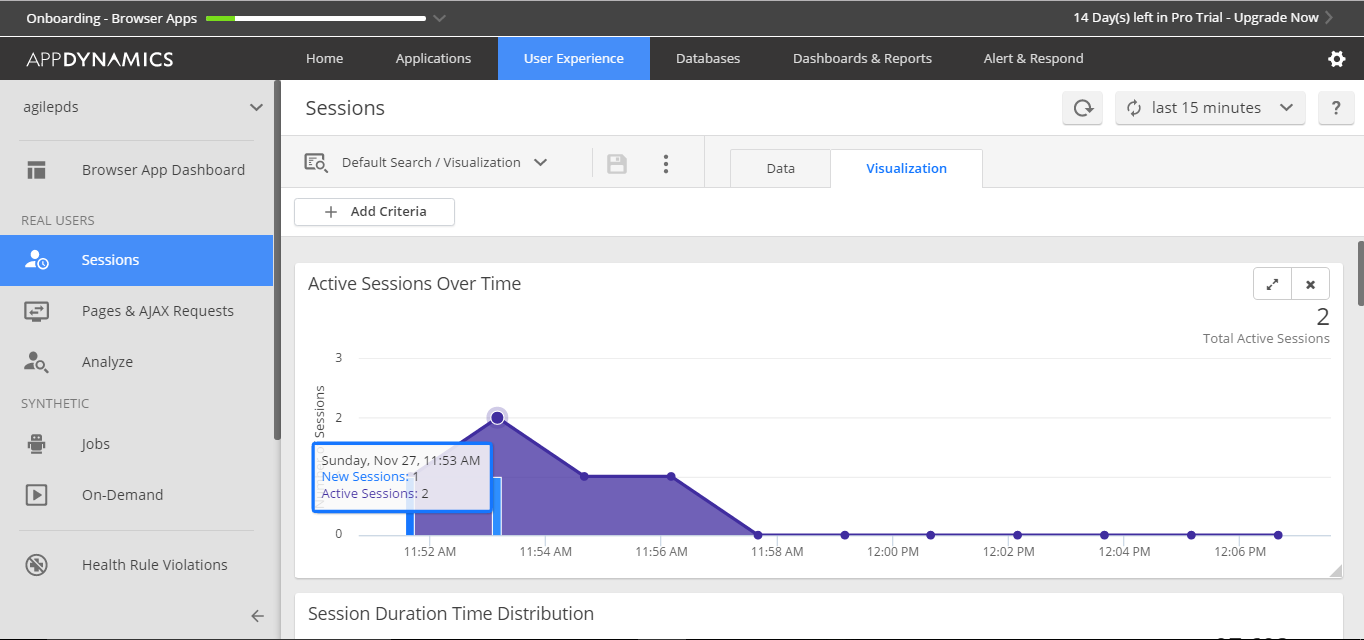 Onboarding - Browser Apps
14 Day(s) left in Pro Trial - Upgrade Now
APPDYNAMICS
Home
Applications
User Experience
Databases
Dashboards & Reports
Alert & Respond
agilepds
Browser App Dashboard
REAL USERS
Sessions
Pages & AJAX Requests
Analyze
SYNTHETIC
Jobs
On-Demand
Health Rule Violations
Sessions
last 15 minutes
?
Default Search / Visualization
Data
Visualization
Add Criteria
Active Sessions Over Time
2
Total Active Sessions
3
2
0
Sessions
Sunday, Nov 27, 11:53 AM
New Sessions: 1
Active Sessions: 2
11:52 AM
11:54 AM
11:56 AM
11:58 AM
12:00 PM
12:02 PM
12:04 PM
12:06 PM
Session Duration Time Distribution